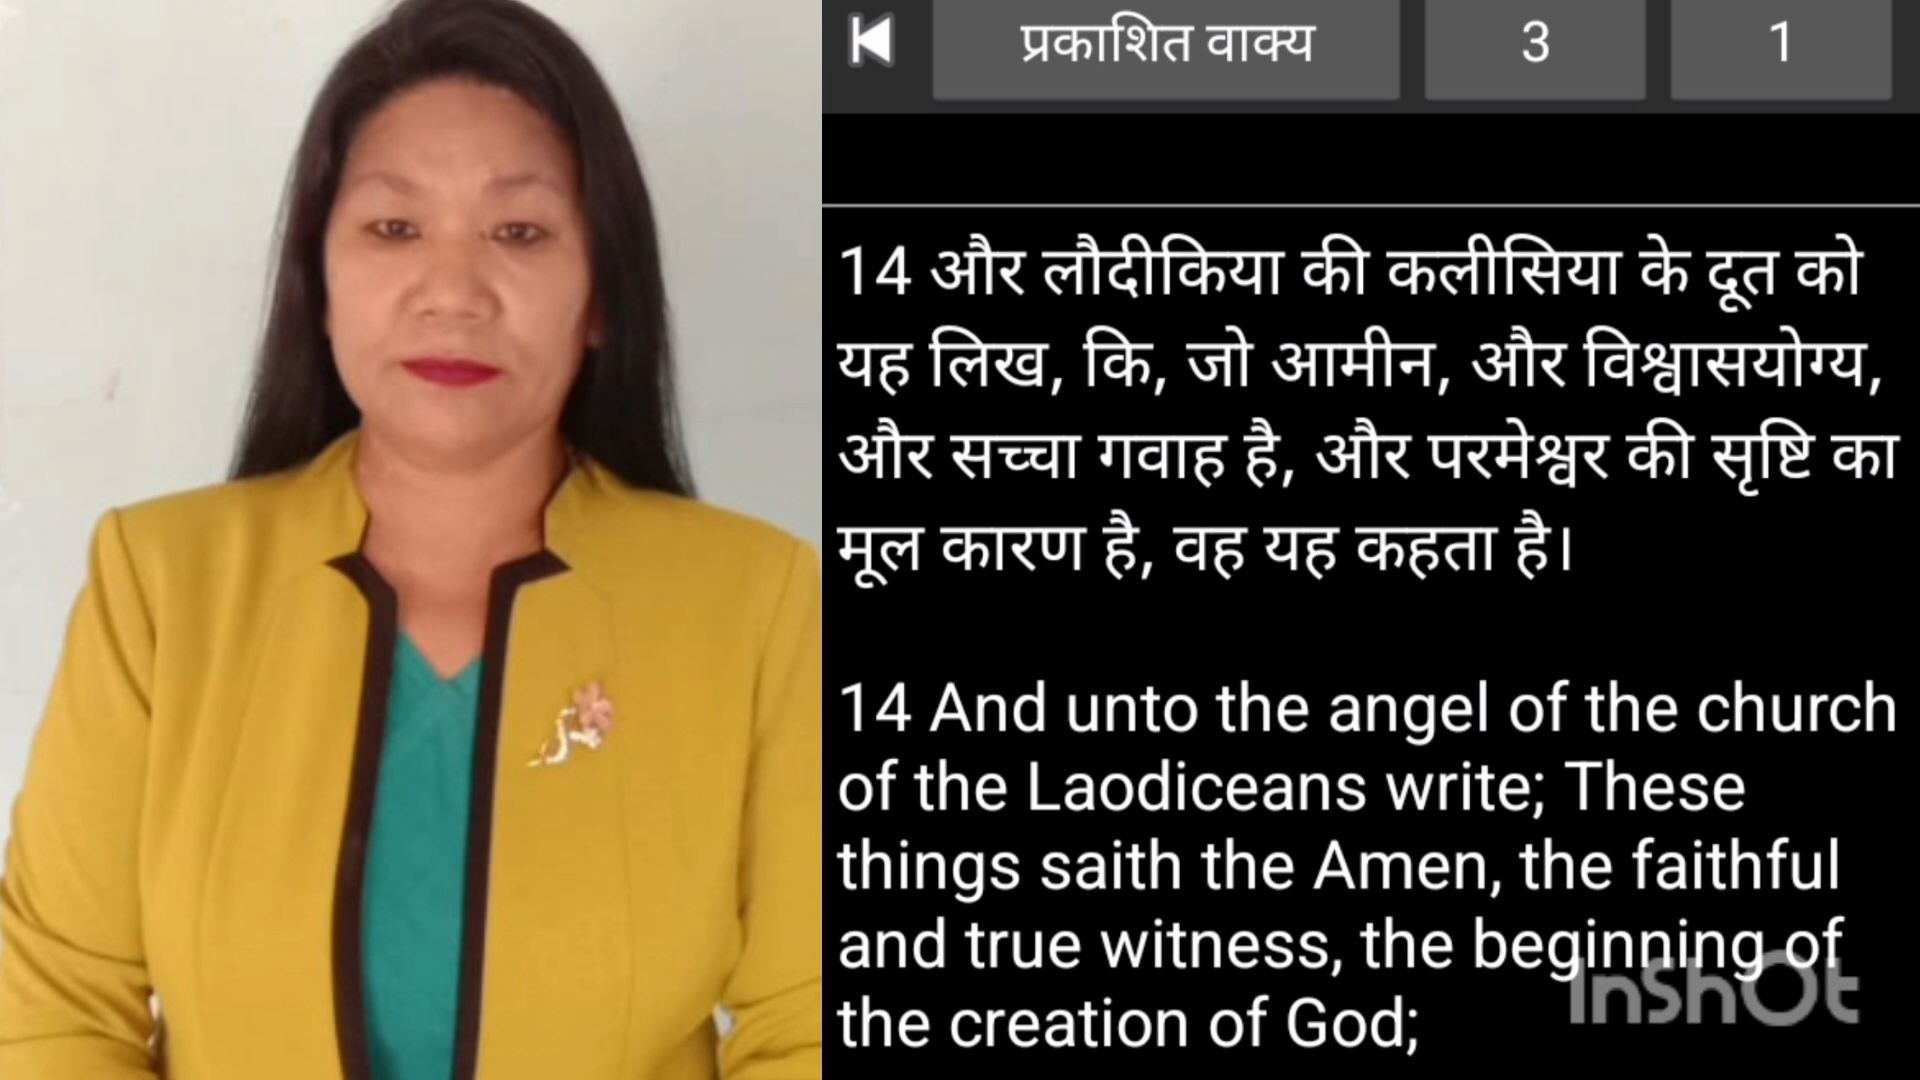 प्रकाशित वाक्य 3 1
14 और लौदीकिया की कलीसिया के दूत को
यह लिख, कि, जो आमीन, और विश्वासयोग्य,
और सच्चा गवाह है, और परमेश्वर की सृष्टि का
मूल कारण है, वह यह कहता है।
14 And unto the angel of the church
of the Laodiceans write; These
things saith the Amen, the faithful
and true witness, the beginning of
the creation of God;
InShOt